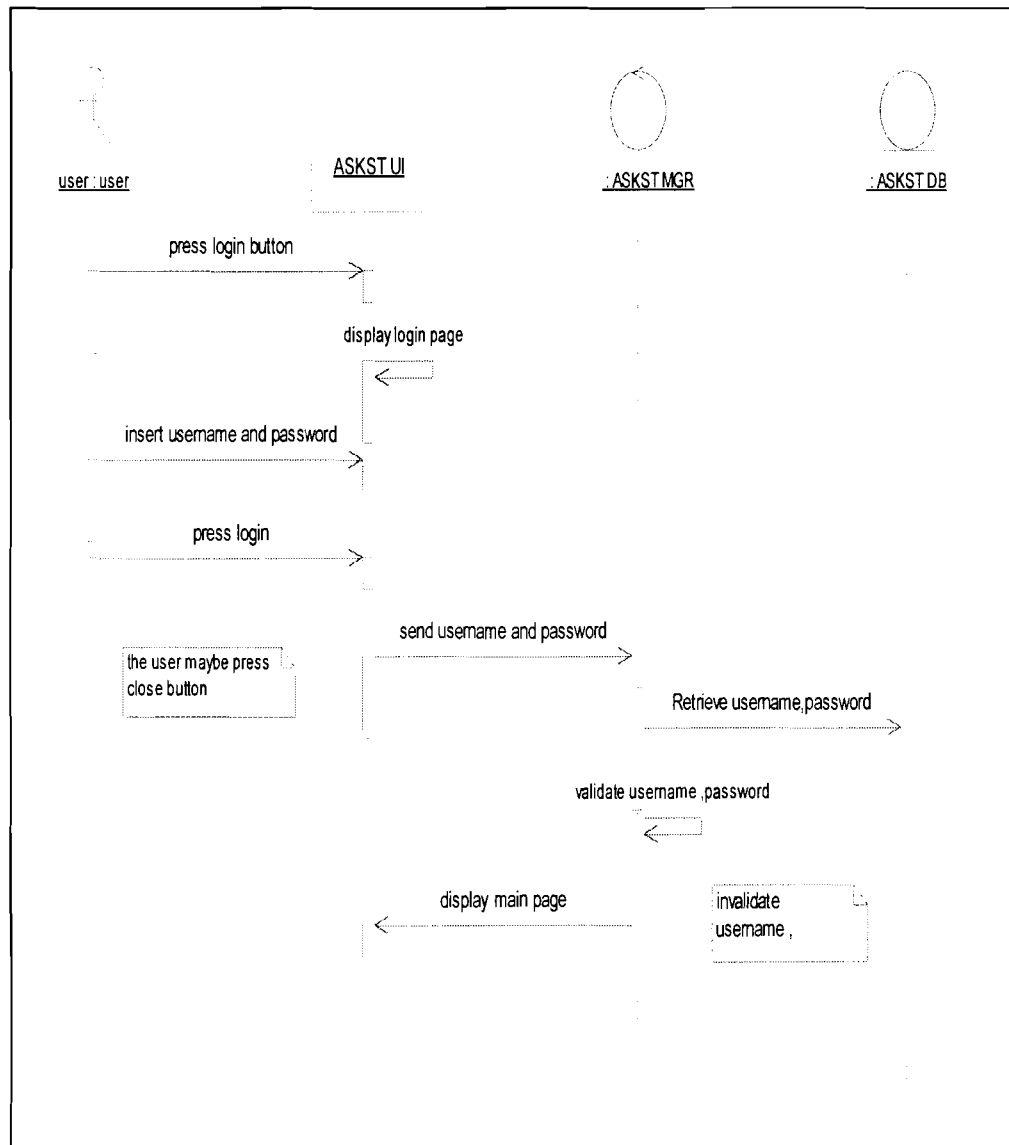 user : user
ASKST UI
: ASKST MGR
: ASKST DB
press login button
display login page
insert username and password
press login
send username and password
the user maybe press
close button
Retrieve username,password
validate username ,password
display main page
invalidate
username ,